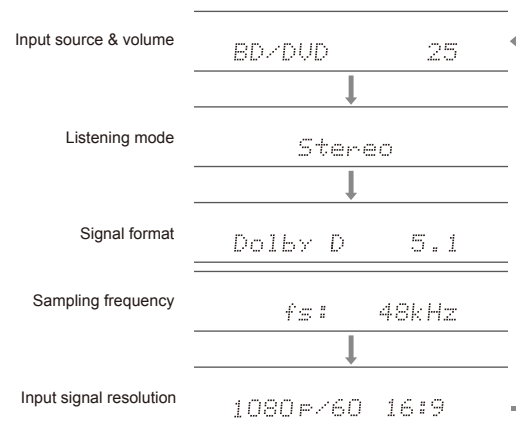 Input source & volume
BD/DVD 25
Listening mode
Stereo
Signal format
Dolby D 5.1
Sampling frequency
fs: 48kHz
Input signal resolution
1080p/60 16:9